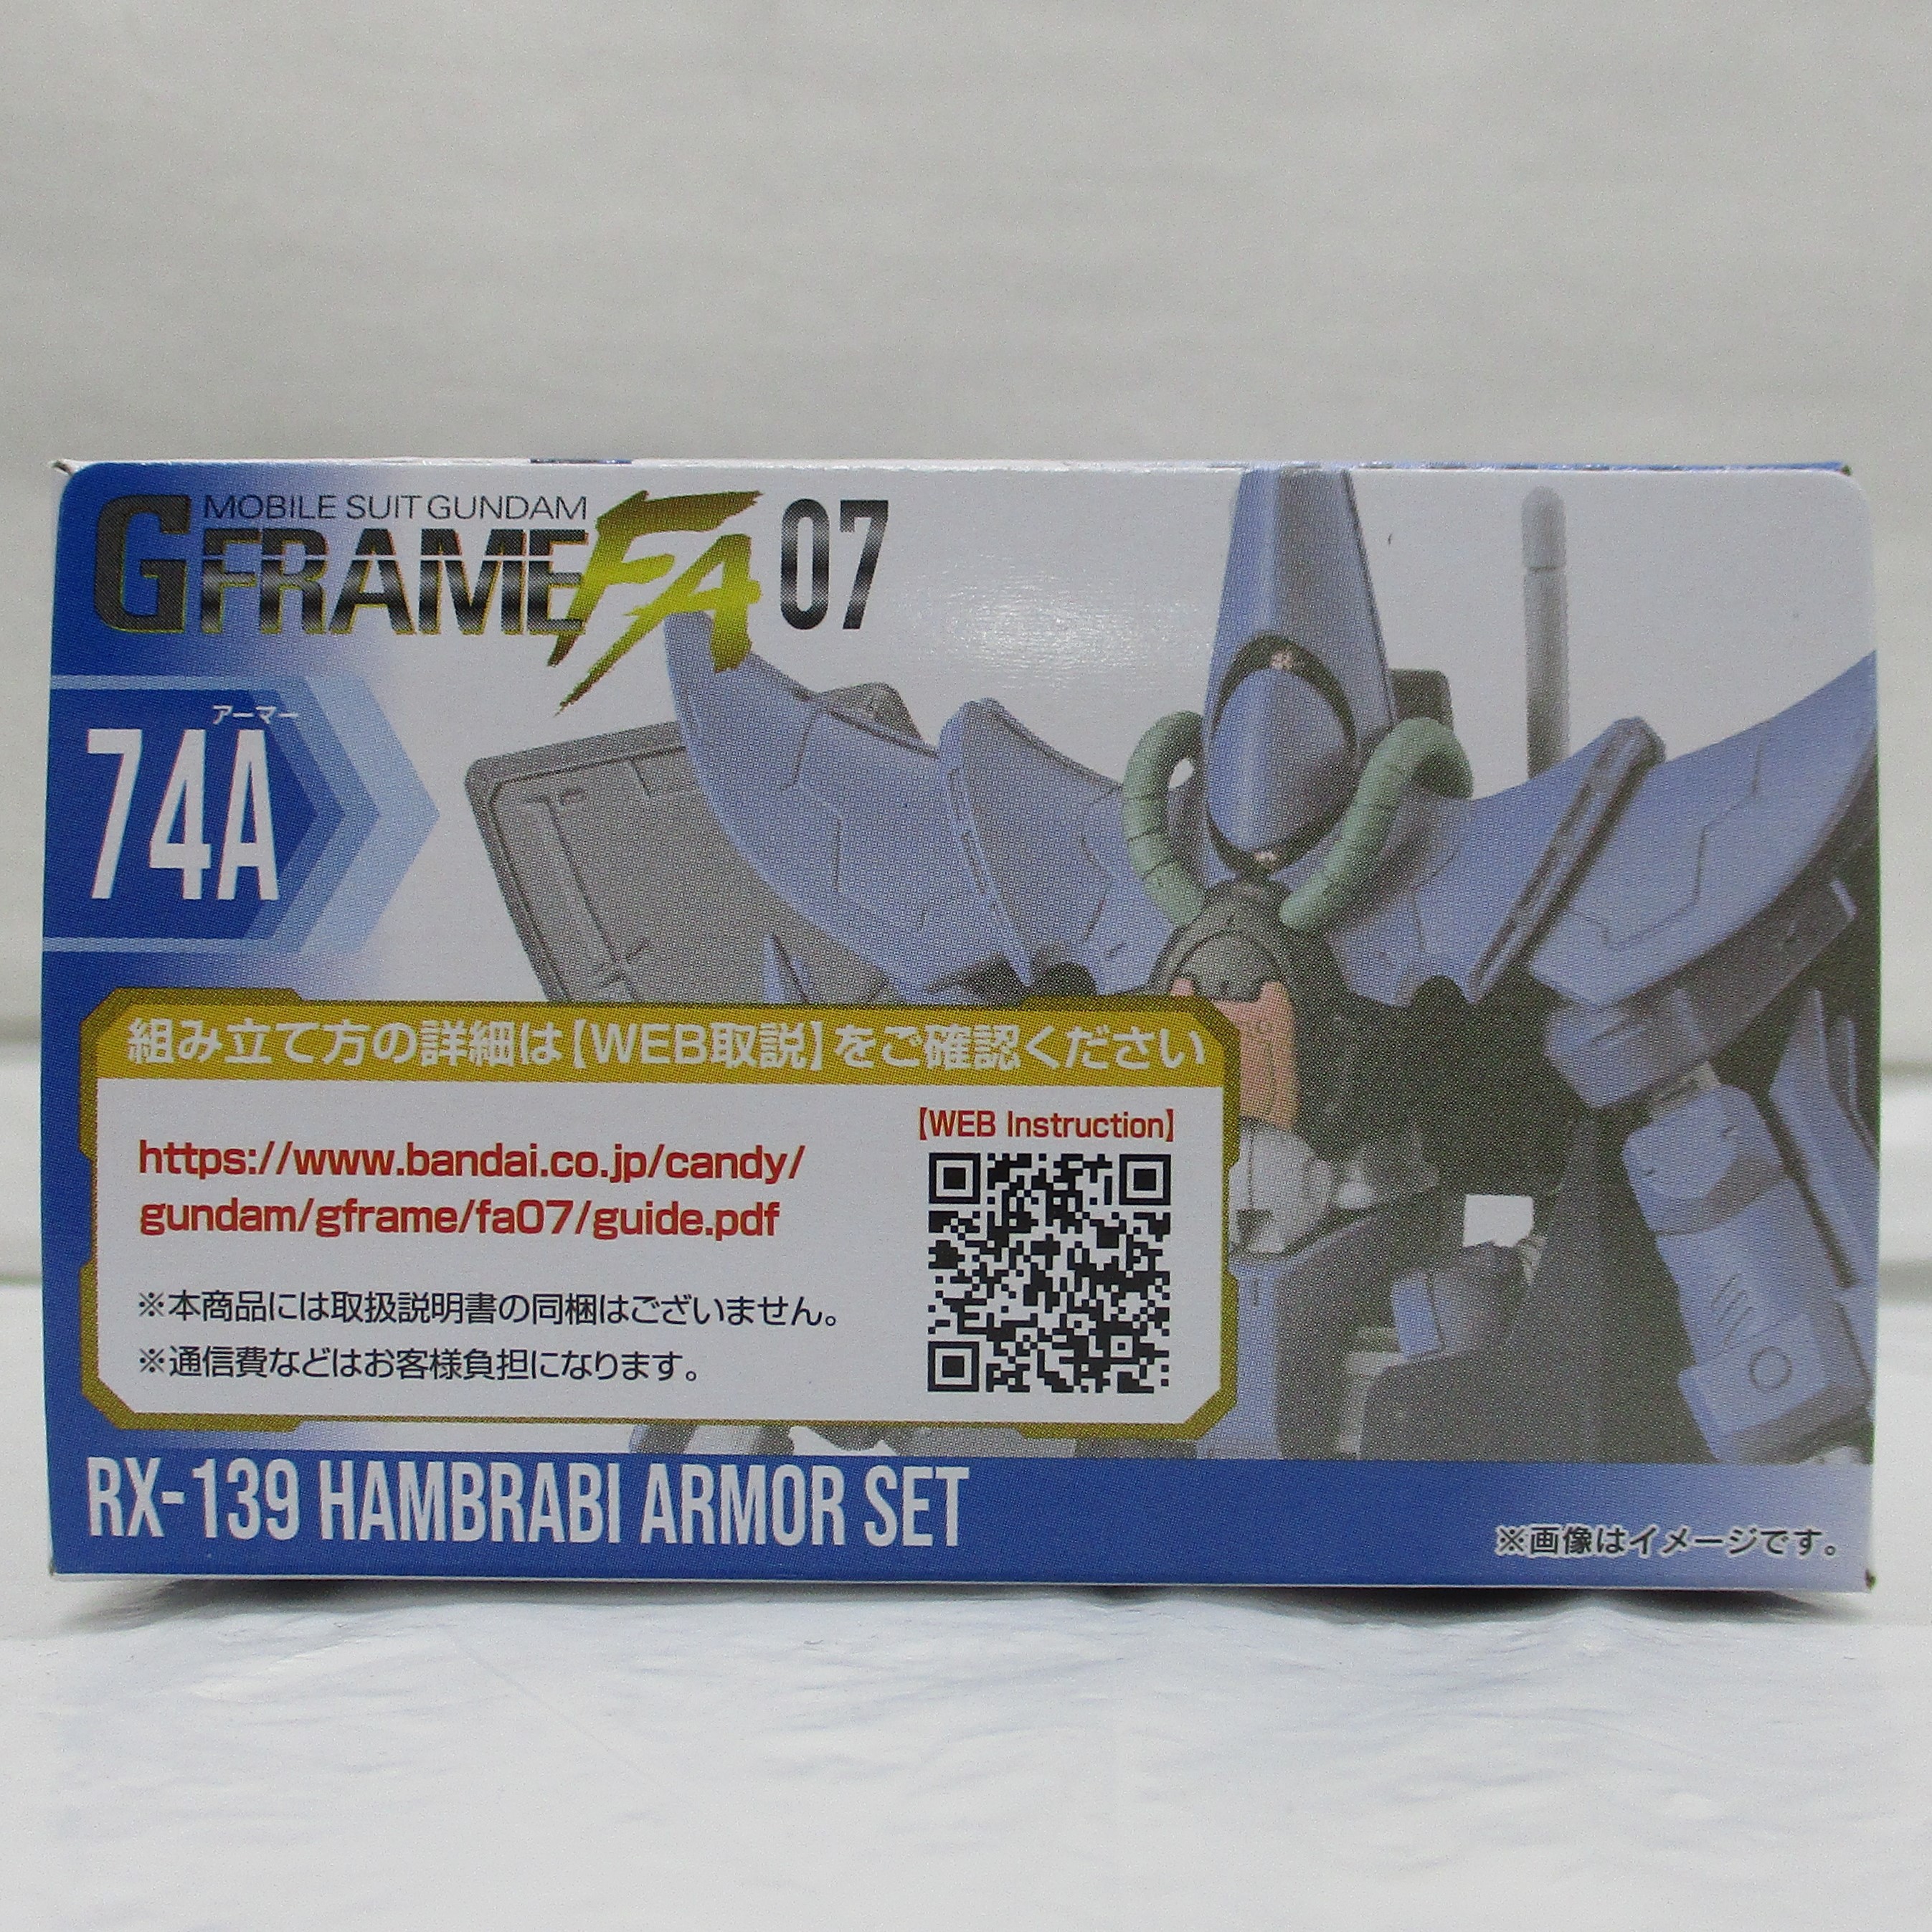 MOBILE SUIT GUNDAM
G FRAME FA 07
アーマー
74A
組み立て方の詳細は【WEB取説】をご確認ください
【WEB Instruction】
https://www.bandai.co.jp/candy/
gundam/gframe/fa07/guide.pdf
※本商品には取扱説明書の同梱はございません。
※通信費などはお客様負担になります。
RX-139 HAMBRABI ARMOR SET
※画像はイメージです。